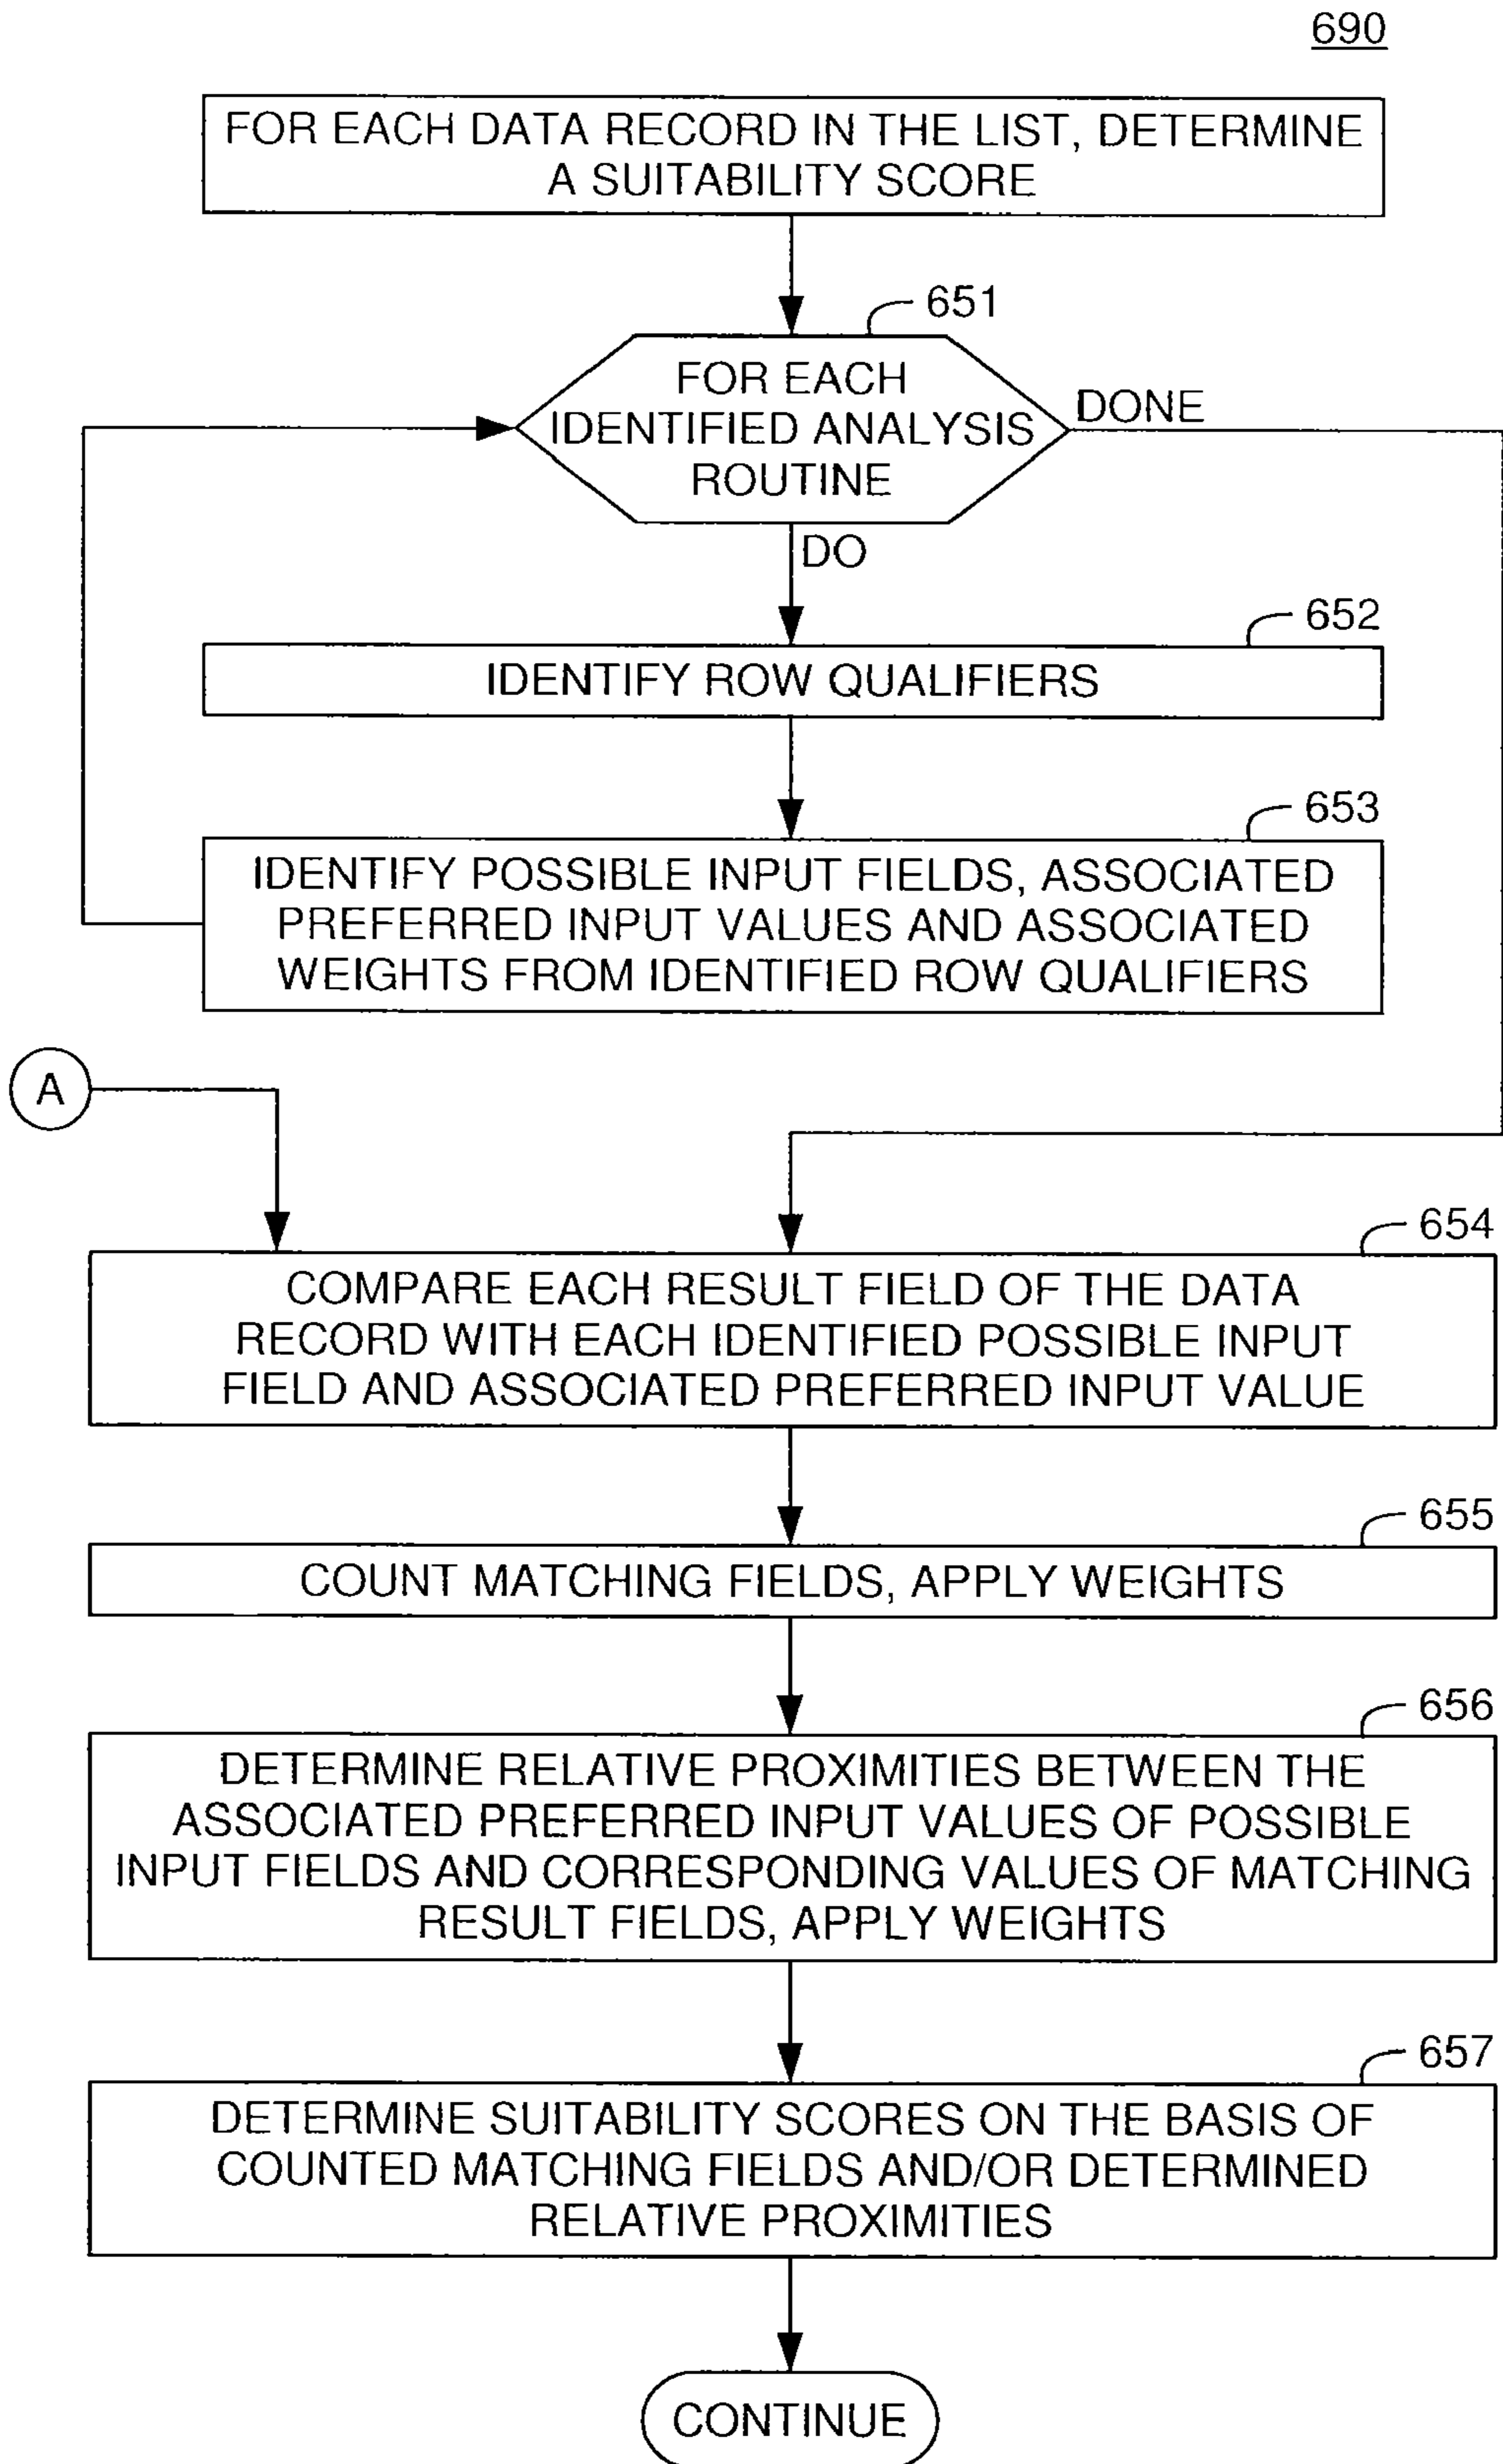 690
FOR EACH DATA RECORD IN THE LIST, DETERMINE
A SUITABILITY SCORE
651
FOR EACH
IDENTIFIED ANALYSIS
ROUTINE
DONE
DO
652
IDENTIFY ROW QUALIFIERS
653
IDENTIFY POSSIBLE INPUT FIELDS, ASSOCIATED
PREFERRED INPUT VALUES AND ASSOCIATED
WEIGHTS FROM IDENTIFIED ROW QUALIFIERS
A
654
COMPARE EACH RESULT FIELD OF THE DATA
RECORD WITH EACH IDENTIFIED POSSIBLE INPUT
FIELD AND ASSOCIATED PREFERRED INPUT VALUE
655
COUNT MATCHING FIELDS, APPLY WEIGHTS
656
DETERMINE RELATIVE PROXIMITIES BETWEEN THE
ASSOCIATED PREFERRED INPUT VALUES OF POSSIBLE
INPUT FIELDS AND CORRESPONDING VALUES OF MATCHING
RESULT FIELDS, APPLY WEIGHTS
657
DETERMINE SUITABILITY SCORES ON THE BASIS OF
COUNTED MATCHING FIELDS AND/OR DETERMINED
RELATIVE PROXIMITIES
CONTINUE